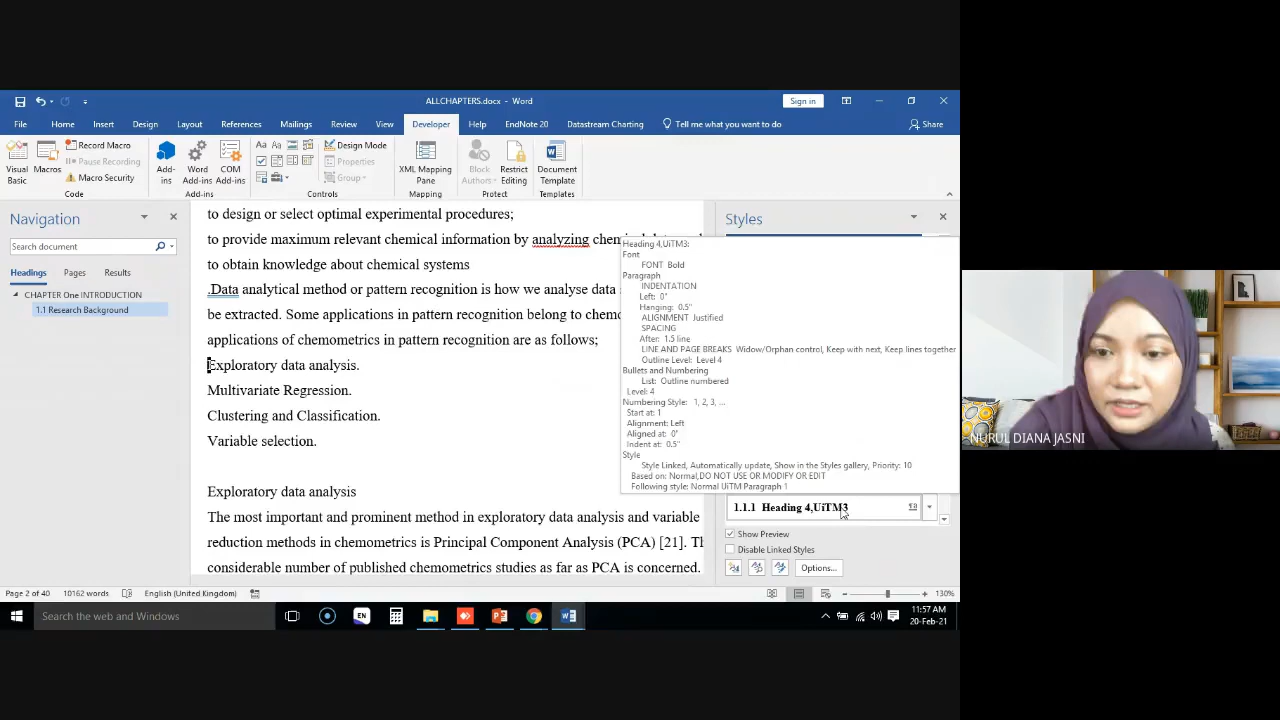 ALLCHAPTERS.docx - Word
Sign in
File Home Insert Design Layout References Mailings Review View Developer Help EndNote 20 Datastream Charting Tell me what you want to do Share
Visual Basic
Macros
Record Macro
Pause Recording
Macro Security
Code
Add-ins
Word Add-ins
COM Add-ins
Add-ins
Aa Aa
Design Mode
Properties
Group
Controls
XML Mapping Pane
Mapping
Block Authors
Restrict Editing
Protect
Document Template
Templates
Navigation
Search document
Headings Pages Results
CHAPTER One INTRODUCTION
1.1 Research Background
to design or select optimal experimental procedures;
to provide maximum relevant chemical information by analyzing
to obtain knowledge about chemical systems
.Data analytical method or pattern recognition is how we analyse data
be extracted. Some applications in pattern recognition belong to
applications of chemometrics in pattern recognition are as follows;
Exploratory data analysis.
Multivariate Regression.
Clustering and Classification.
Variable selection.
Exploratory data analysis
The most important and prominent method in exploratory data analysis and variable
reduction methods in chemometrics is Principal Component Analysis (PCA) [21].
considerable number of published chemometrics studies as far as PCA is concerned.
Styles
Heading 4,UiTM3:
Font
FONT Bold
Paragraph
INDENTATION
Left: 0"
Hanging: 0.5"
ALIGNMENT Justified
SPACING
After: 1.5 line
LINE AND PAGE BREAKS Widow/Orphan control, Keep with next, Keep lines together
Outline Level: Level 4
Bullets and Numbering
List: Outline numbered
Level: 4
Numbering Style: 1, 2, 3, ...
Start at: 1
Alignment: Left
Aligned at: 0"
Indent at: 0.5"
Style
Style Linked, Automatically update, Show in the Styles gallery, Priority: 10
Based on: Normal,DO NOT USE OR MODIFY OR EDIT
Following style: Normal UiTM Paragraph 1
1.1.1 Heading 4,UiTM3
Show Preview
Disable Linked Styles
Options...
NURUL DIANA JASNI
Page 2 of 40 10162 words English (United Kingdom) 130%
Search the web and Windows
EN
11:57 AM
20-Feb-21